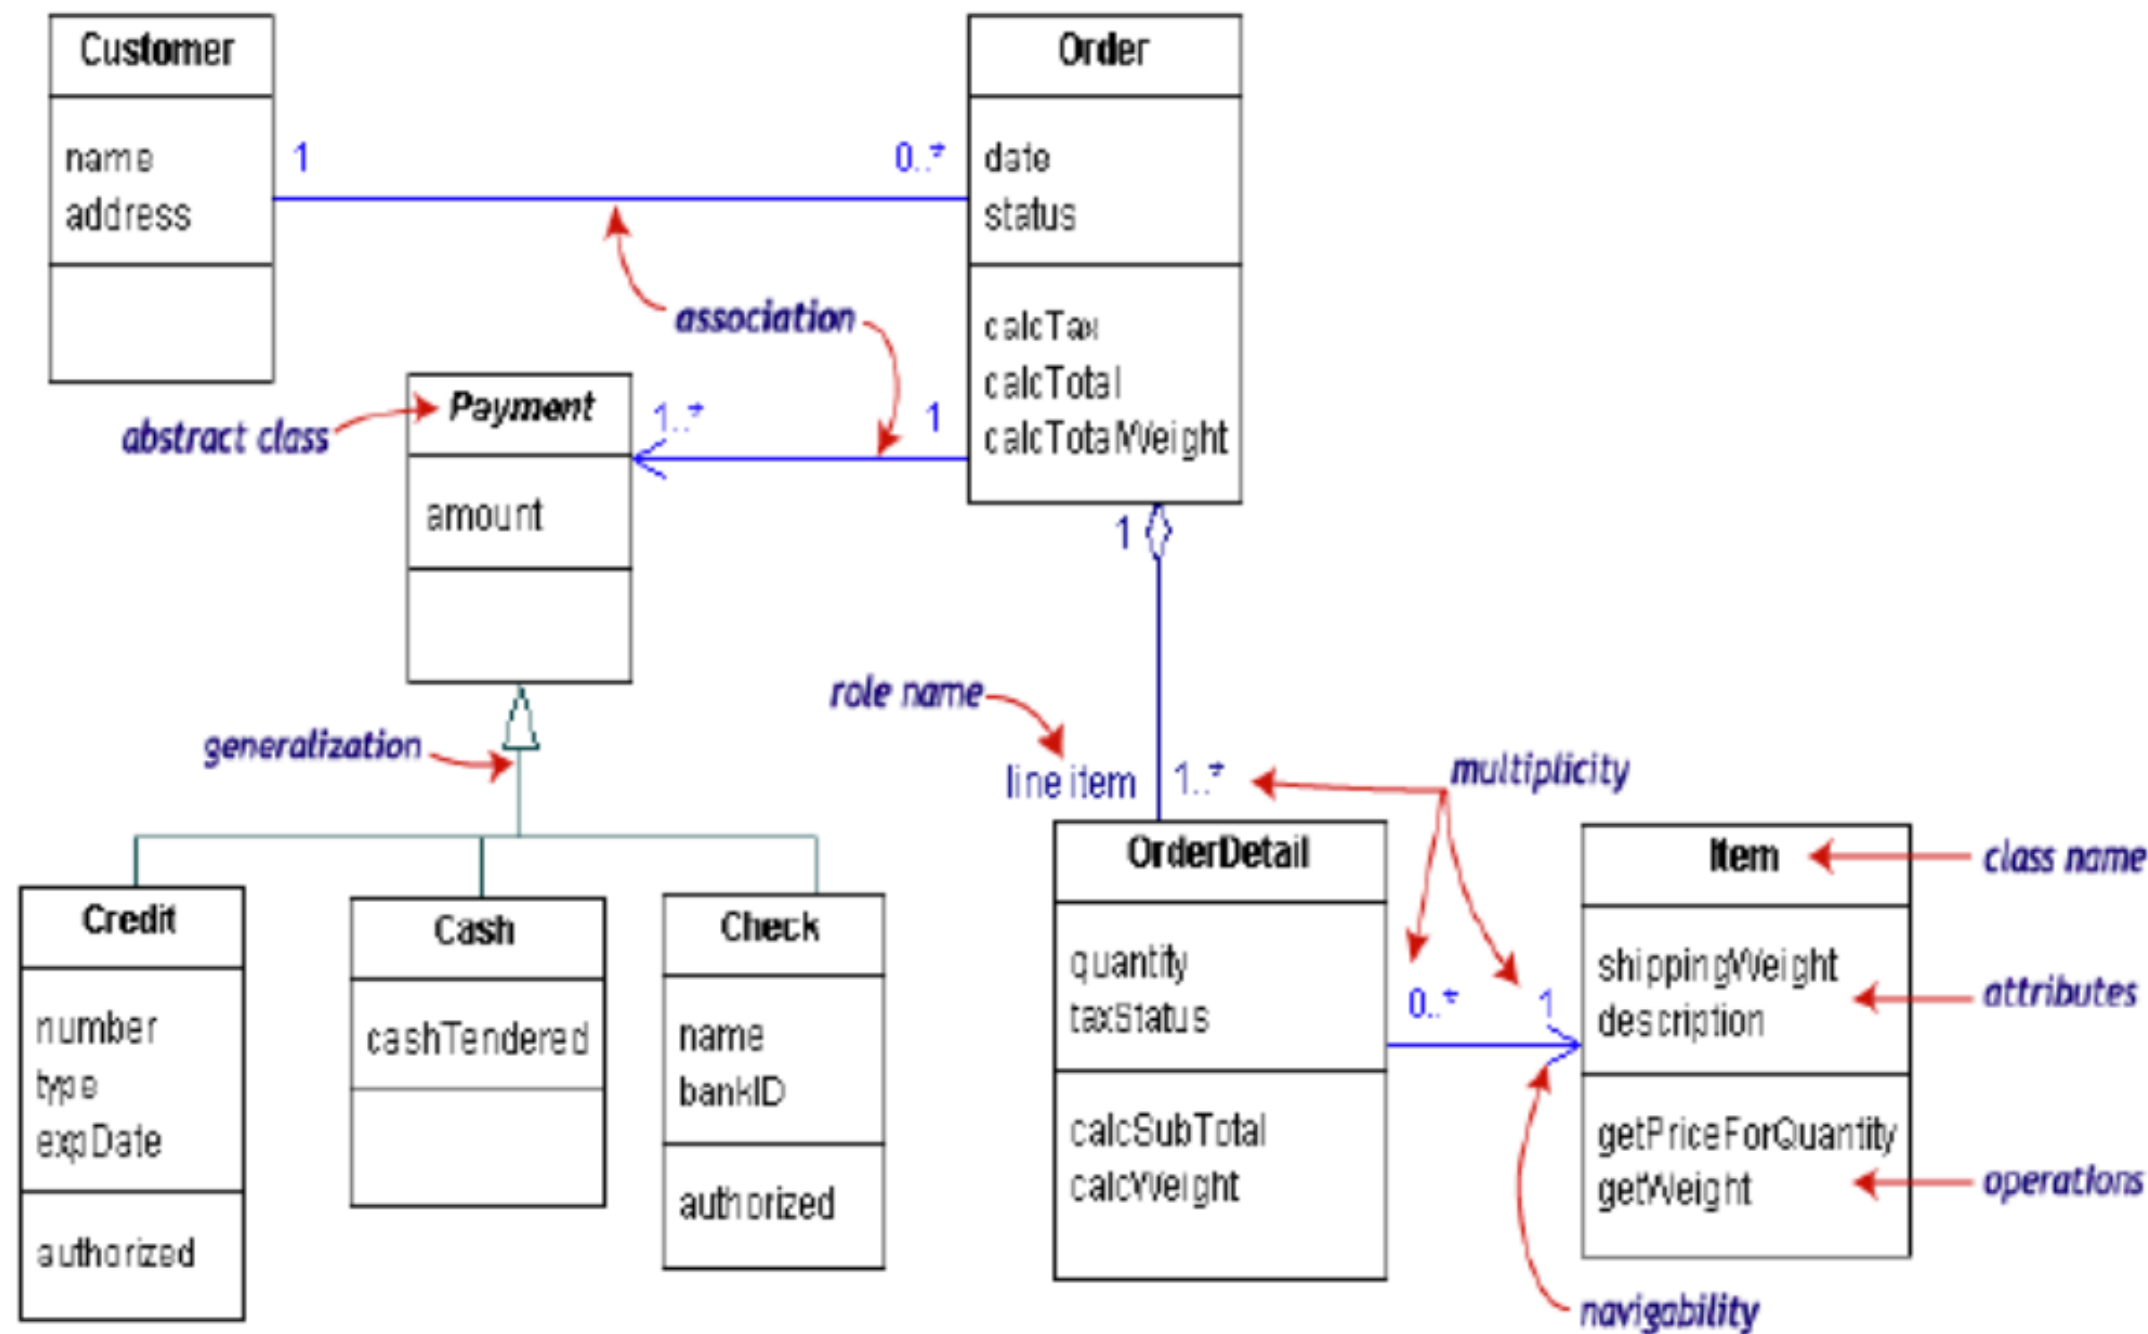 Customer
name
address
1
0..*
Order
date
status
calcTax
calcTotal
calcTotalWeight
association
abstract class
Payment
amount
1..*
1
1
generalization
role name
line item
1..*
multiplicity
Credit
number
type
expDate
authorized
Cash
cashTendered
Check
name
bankID
authorized
OrderDetail
quantity
taxStatus
calcSubTotal
calcWeight
0..*
1
Item
shippingWeight
description
getPriceForQuantity
getWeight
class name
attributes
operations
navigability